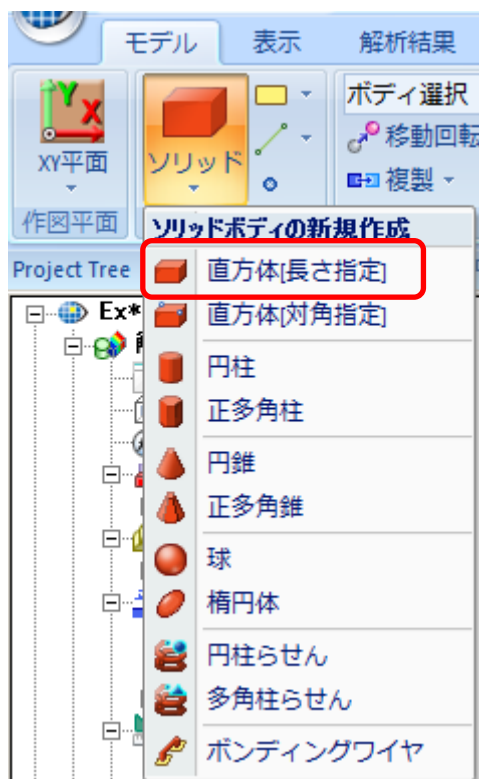 モデル 表示 解析結果
ボディ選択
XY平面 ソリッド 移動回転
複製
作図平面
ソリッドボディの新規作成
Project Tree
直方体[長さ指定]
Ex*
直方体[対角指定]
円柱
正多角柱
円錐
正多角錐
球
楕円体
円柱らせん
多角柱らせん
ボンディングワイヤ